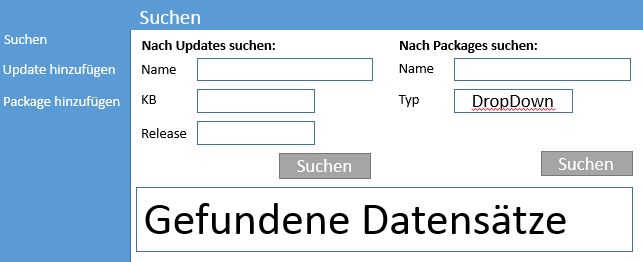 Suchen
Suchen
Update hinzufügen
Package hinzufügen
Nach Updates suchen:
Name
KB
Release
Suchen
Nach Packages suchen:
Name
Typ
DropDown
Suchen
Gefundene Datensätze